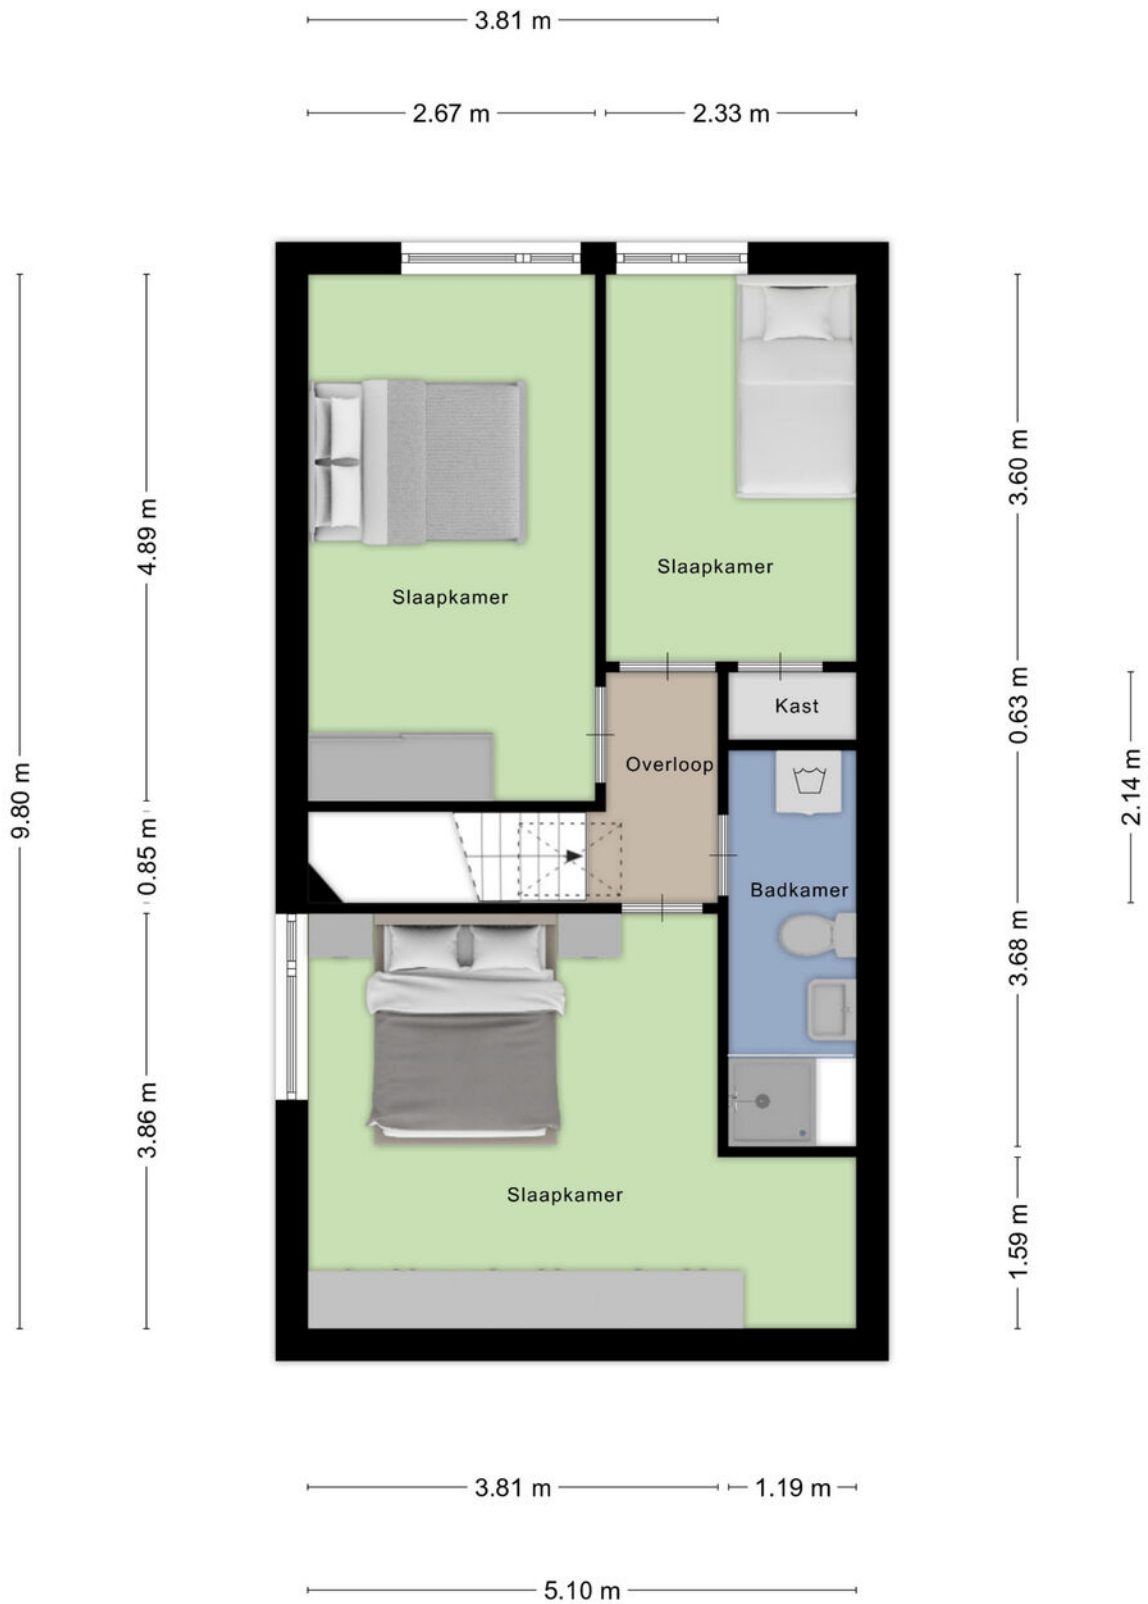 3.81 m
2.67 m
2.33 m
9.80 m
4.89 m
0.85 m
3.86 m
3.60 m
0.63 m
2.14 m
3.68 m
1.59 m
Slaapkamer
Slaapkamer
Kast
Overloop
Badkamer
Slaapkamer
3.81 m
1.19 m
5.10 m